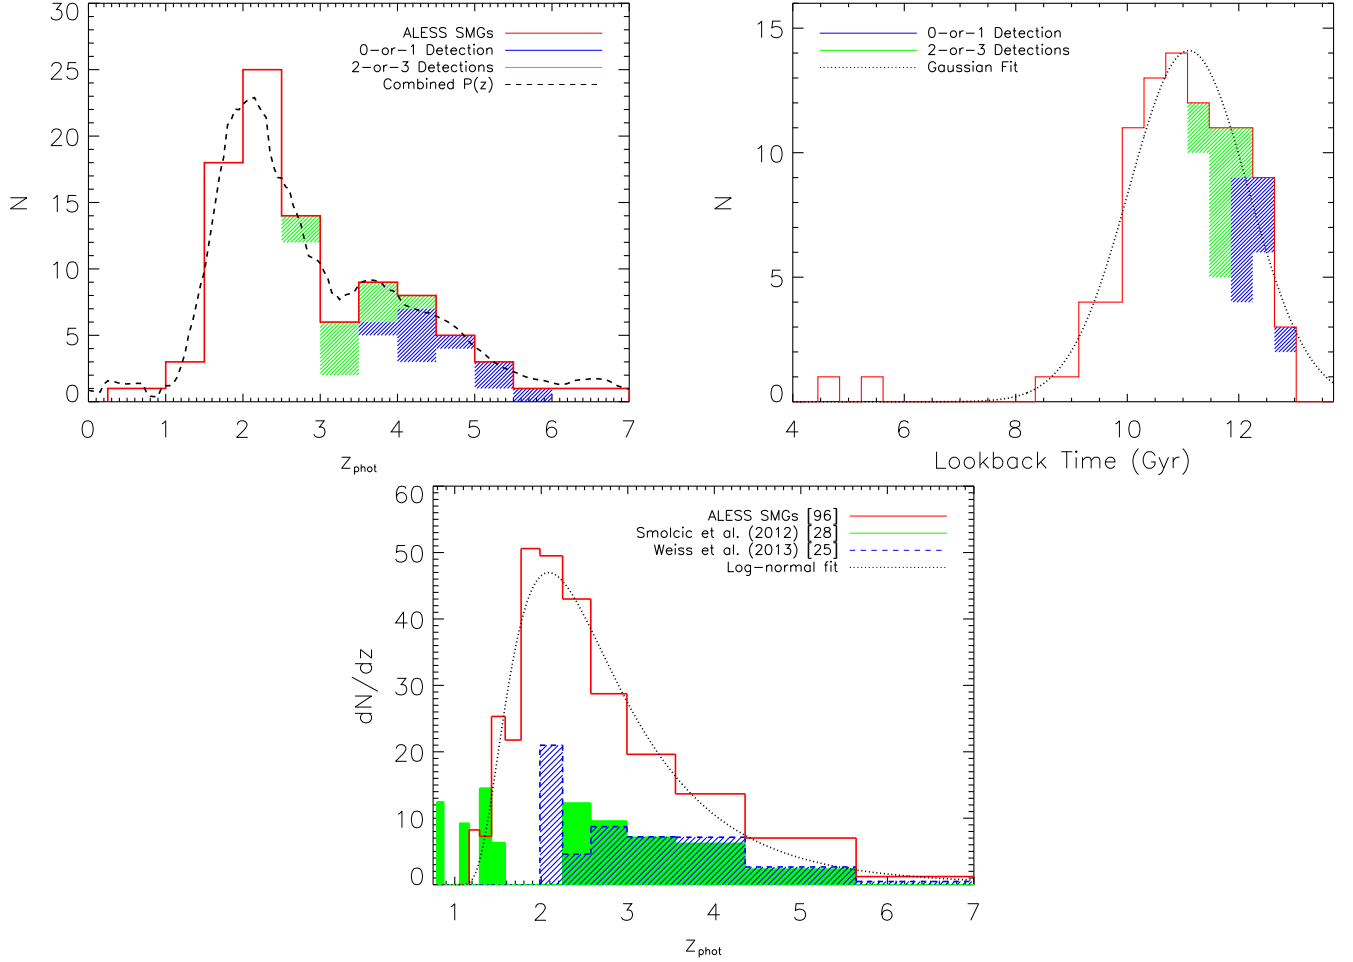 30
25
20
15
10
5
0
N
ALESS SMGs
0-or-1 Detection
2-or-3 Detections
Combined P(z)
0 1 2 3 4 5 6 7
z_phot
15
10
5
0
N
0-or-1 Detection
2-or-3 Detections
Gaussian Fit
4 6 8 10 12
Lookback Time (Gyr)
60
50
40
30
20
10
0
dN/dz
ALESS SMGs [96]
Smolcic et al. (2012) [28]
Weiss et al. (2013) [25]
Log-normal fit
1 2 3 4 5 6 7
z_phot